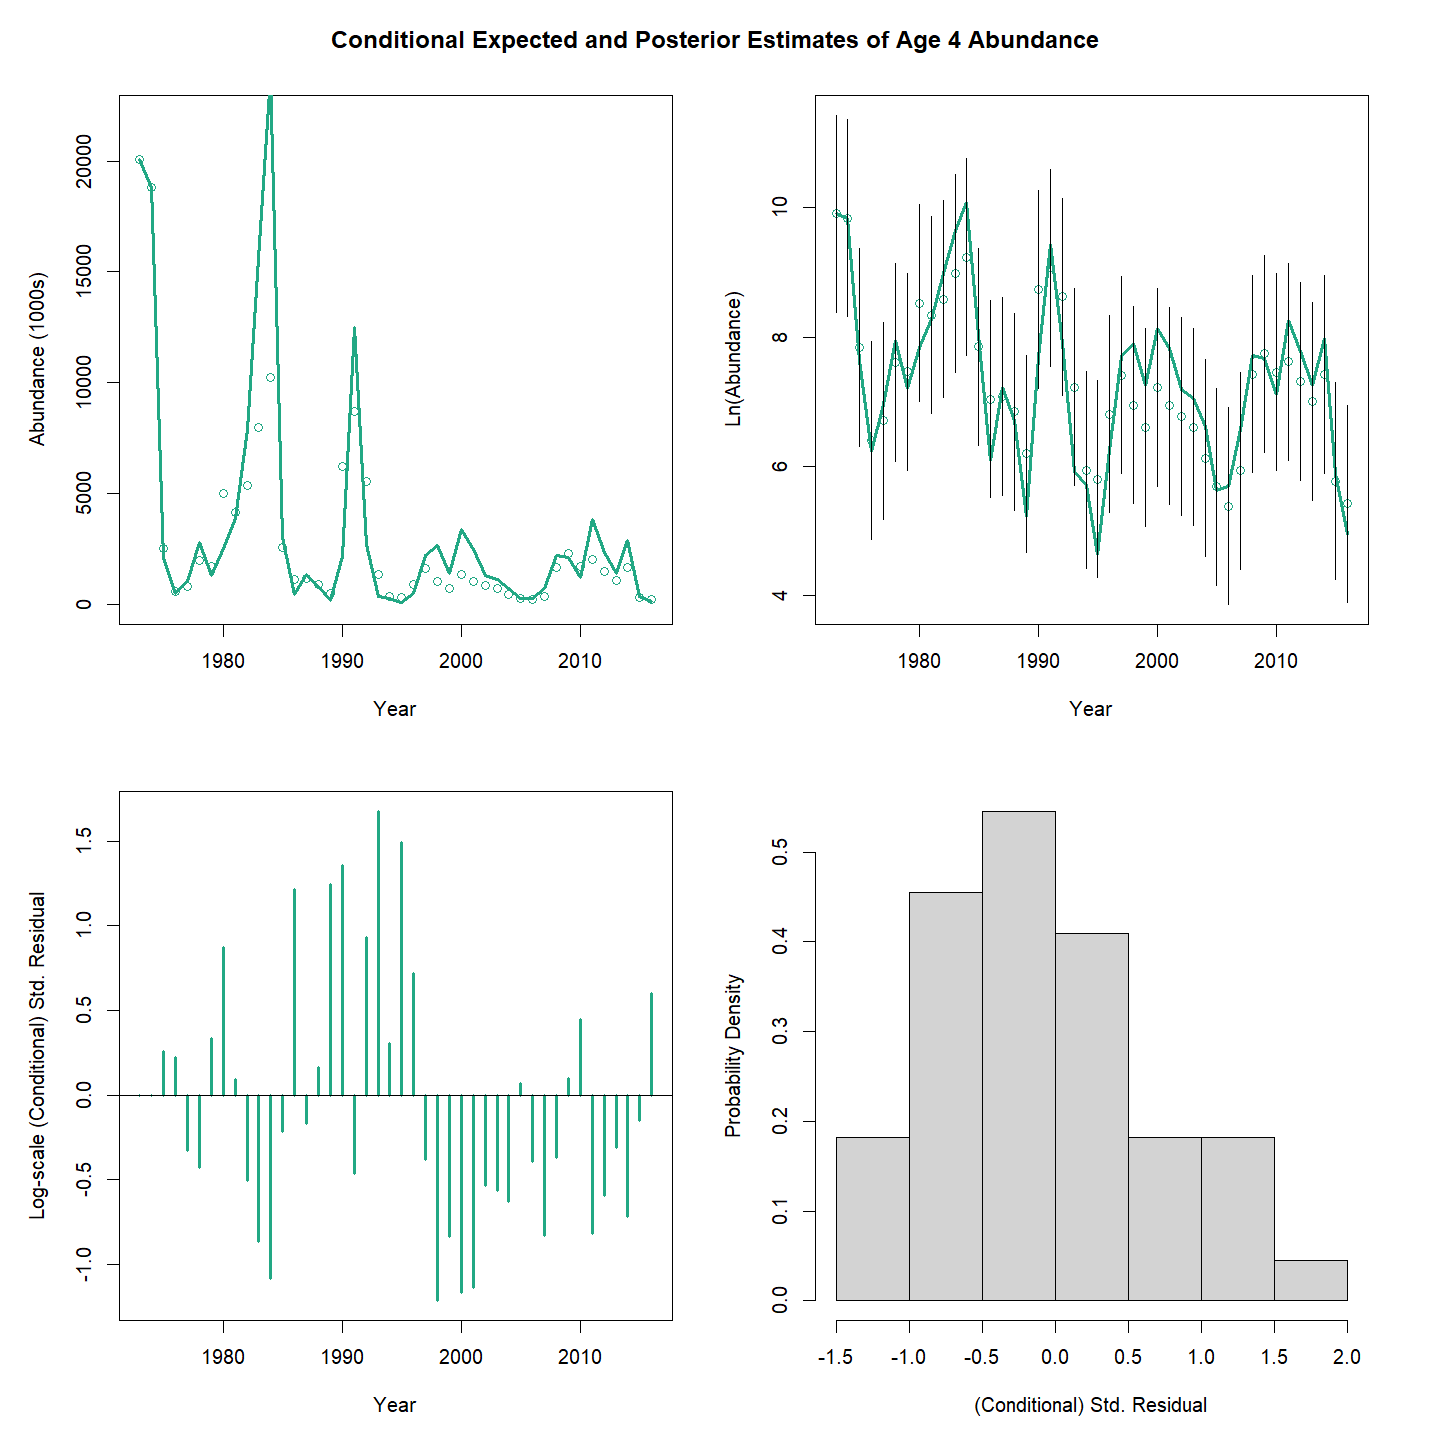 Conditional Expected and Posterior Estimates of Age 4 Abundance
Abundance (1000s)
20000
15000
10000
5000
0
1980 1990 2000 2010
Year
Ln(Abundance)
10
8
6
4
1980 1990 2000 2010
Year
Log-scale (Conditional) Std. Residual
1.5
1.0
0.5
0.0
-0.5
-1.0
1980 1990 2000 2010
Year
Probability Density
0.5
0.4
0.3
0.2
0.1
0.0
-1.5 -1.0 -0.5 0.0 0.5 1.0 1.5 2.0
(Conditional) Std. Residual